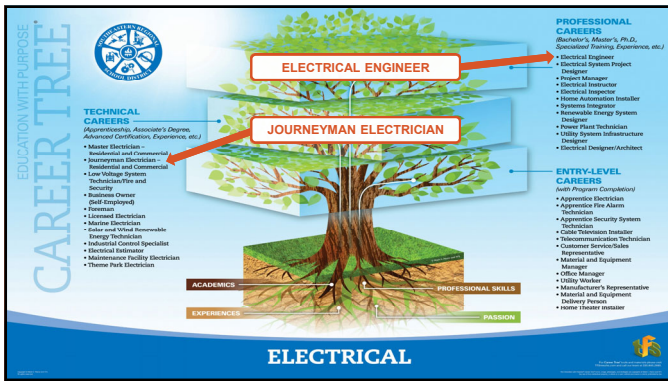 EDUCATION WITH PURPOSE
CAREER TREE
SOUTHEASTERN REGIONAL
SCHOOL DISTRICT
ELECTRICAL ENGINEER
JOURNEYMAN ELECTRICIAN
TECHNICAL
CAREERS
(Apprenticeship, Associate's Degree,
Advanced Certification, Experience, etc.)
• Master Electrician –
Residential and Commercial
• Journeyman Electrician –
Residential and Commercial
• Low Voltage System
Technician/Fire and
Security
• Business Owner
(Self-Employed)
• Foreman
• Licensed Electrician
• Marine Electrician
• Solar and Wind Renewable
Energy Technician
• Industrial Control Specialist
• Electrical Estimator
• Maintenance Facility Electrician
• Theme Park Electrician
PROFESSIONAL
CAREERS
(Bachelor's, Master's, Ph.D.,
Specialized Training, Experience, etc.)
• Electrical Engineer
• Electrical System Project
Designer
• Project Manager
• Electrical Instructor
• Electrical Inspector
• Home Automation Installer
• Systems Integrator
• Renewable Energy System
Designer
• Power Plant Technician
• Utility System Infrastructure
Designer
• Electrical Designer/Architect
ENTRY-LEVEL
CAREERS
(with Program Completion)
• Apprentice Electrician
• Apprentice Fire Alarm
Technician
• Apprentice Security System
Technician
• Cable Television Installer
• Telecommunication Technician
• Customer Service/Sales
Representative
• Material and Equipment
Manager
• Office Manager
• Utility Worker
• Manufacturer's Representative
• Material and Equipment
Delivery Person
• Home Theater Installer
ACADEMICS
PROFESSIONAL SKILLS
EXPERIENCES
PASSION
ELECTRICAL